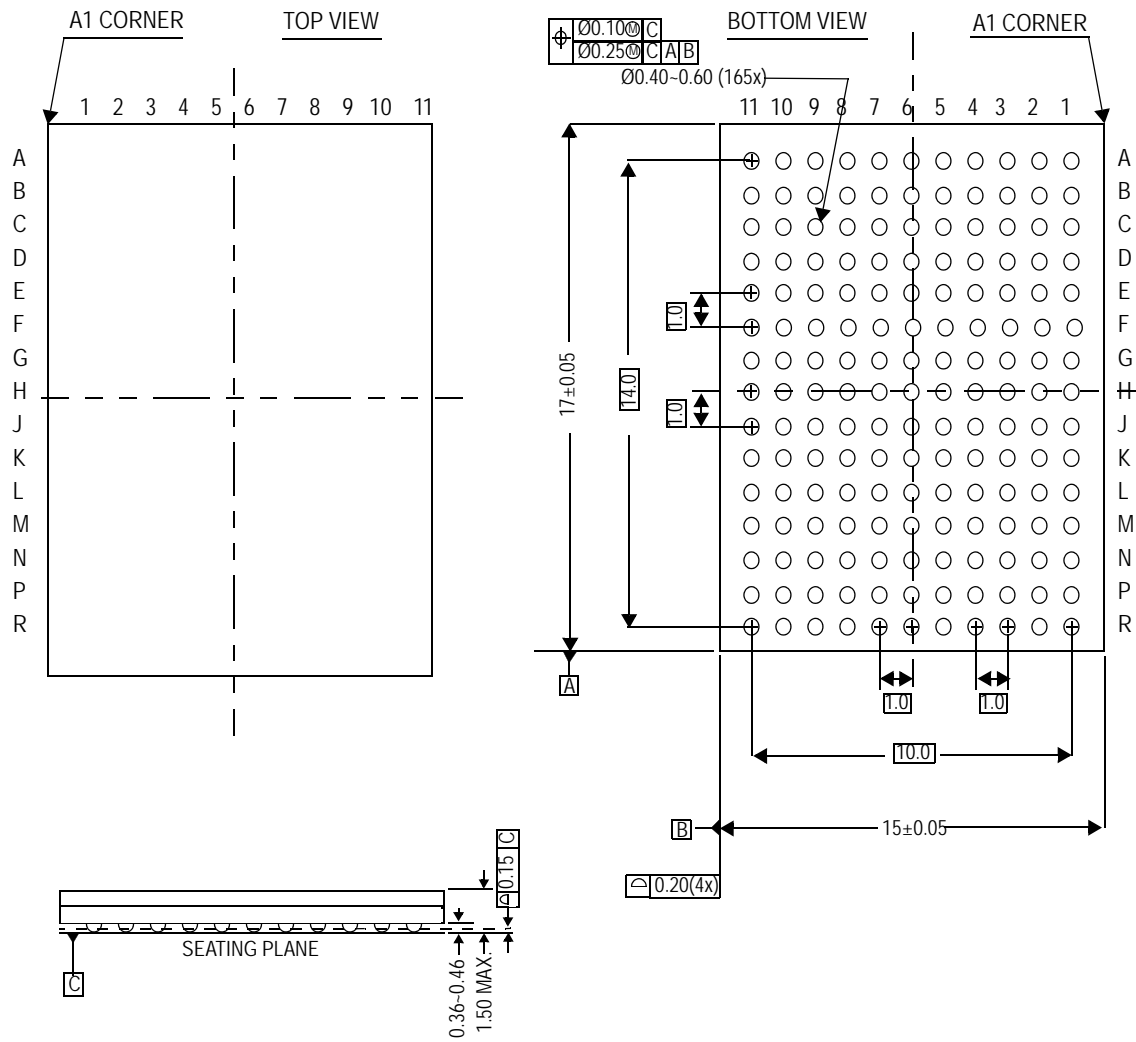 A1 CORNER
TOP VIEW
1 2 3 4 5 6 7 8 9 10 11
A
B
C
D
E
F
G
H
J
K
L
M
N
P
R
Ø0.10Ⓜ C
Ø0.25Ⓜ C A B
BOTTOM VIEW
A1 CORNER
Ø0.40~0.60 (165x)
11 10 9 8 7 6 5 4 3 2 1
A
B
C
D
E
F
G
H
J
K
L
M
N
P
R
1.0
1.0
14.0
17±0.05
A
1.0
1.0
10.0
B
15±0.05
0.20(4x)
0.15 C
SEATING PLANE
C
0.36~0.46
1.50 MAX.